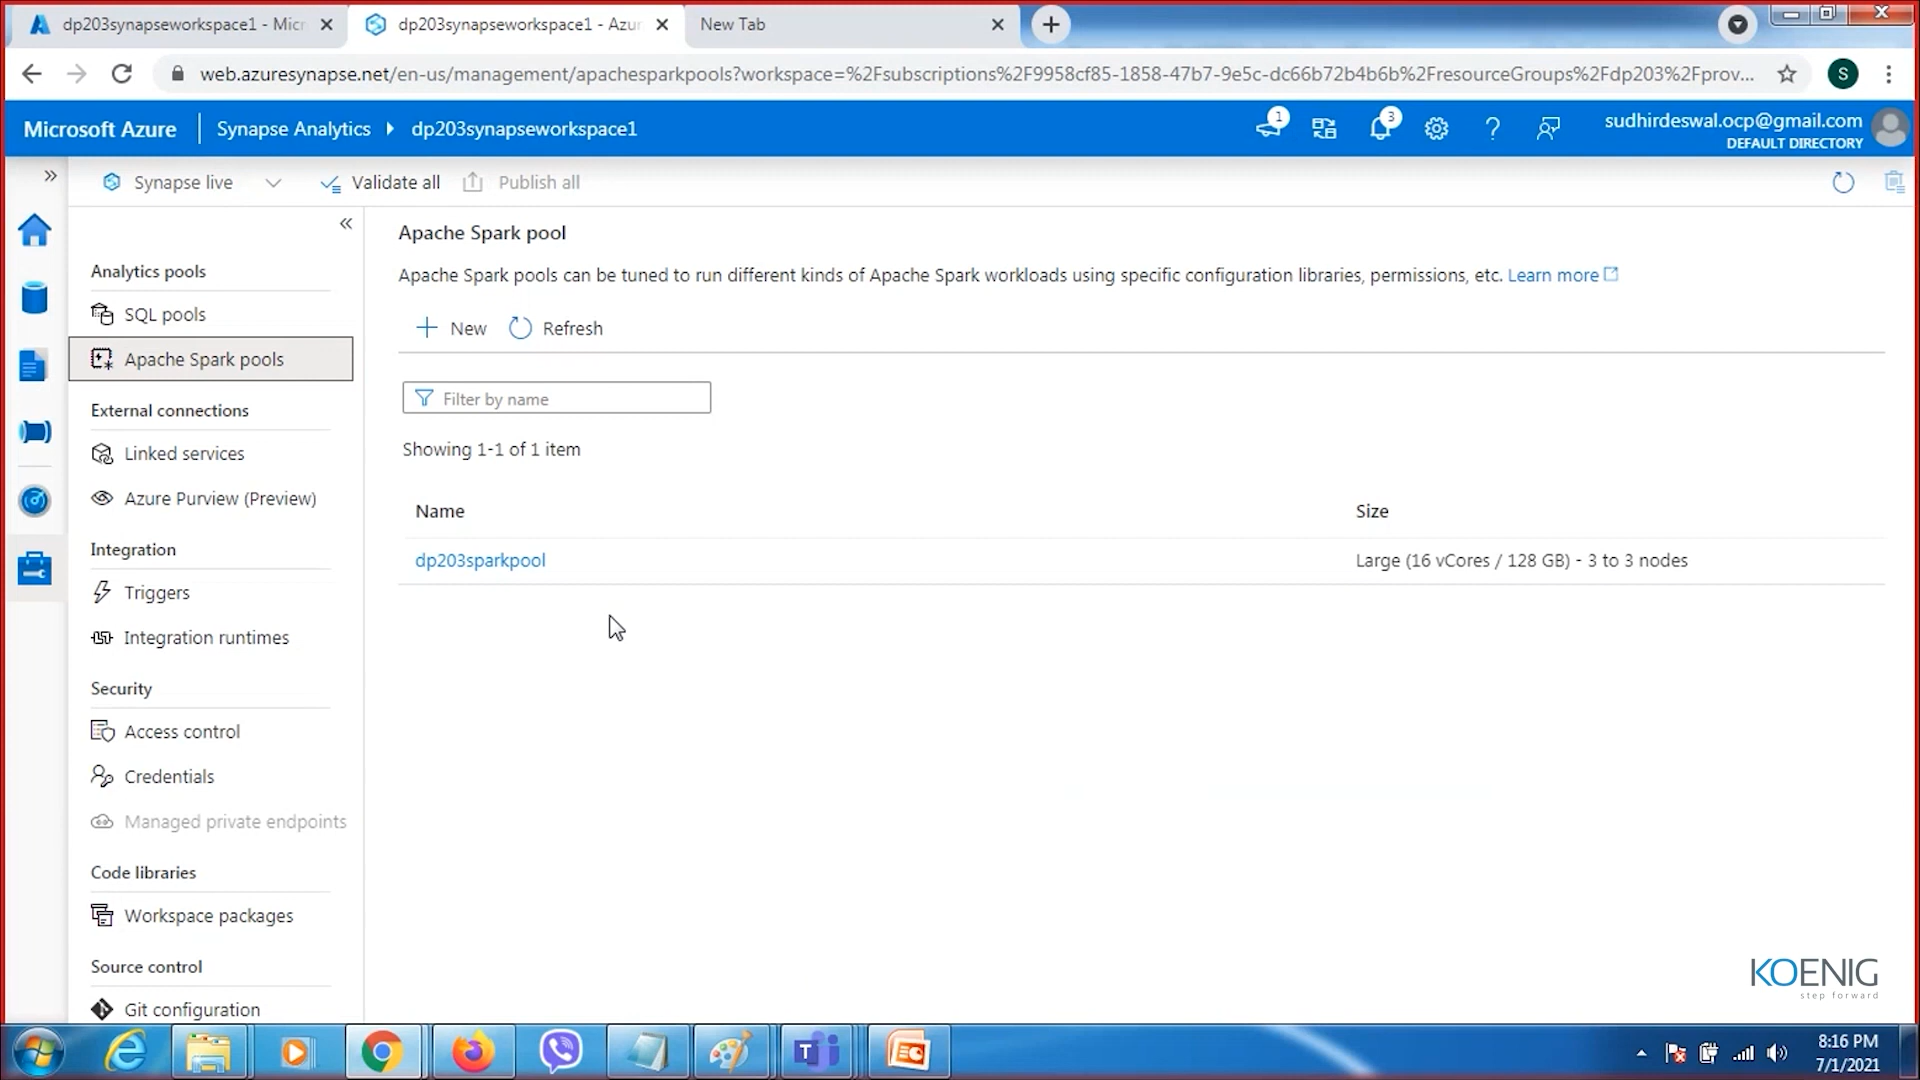 dp203synapseworkspace1 - Micr
dp203synapseworkspace1 - Azur
New Tab
web.azuresynapse.net/en-us/management/apachesparkpools?workspace=%2Fsubscriptions%2F9958cf85-1858-47b7-9e5c-dc66b72b4b6b%2FresourceGroups%2Fdp203%2Fprov...
S
Microsoft Azure
Synapse Analytics
dp203synapseworkspace1
1
3
sudhirdeswal.ocp@gmail.com
DEFAULT DIRECTORY
Synapse live
Validate all
Publish all
Analytics pools
SQL pools
Apache Spark pools
External connections
Linked services
Azure Purview (Preview)
Integration
Triggers
Integration runtimes
Security
Access control
Credentials
Managed private endpoints
Code libraries
Workspace packages
Source control
Git configuration
Apache Spark pool
Apache Spark pools can be tuned to run different kinds of Apache Spark workloads using specific configuration libraries, permissions, etc. Learn more
New
Refresh
Filter by name
Showing 1-1 of 1 item
Name
Size
dp203sparkpool
Large (16 vCores / 128 GB) - 3 to 3 nodes
KOENIG
step forward
8:16 PM
7/1/2021